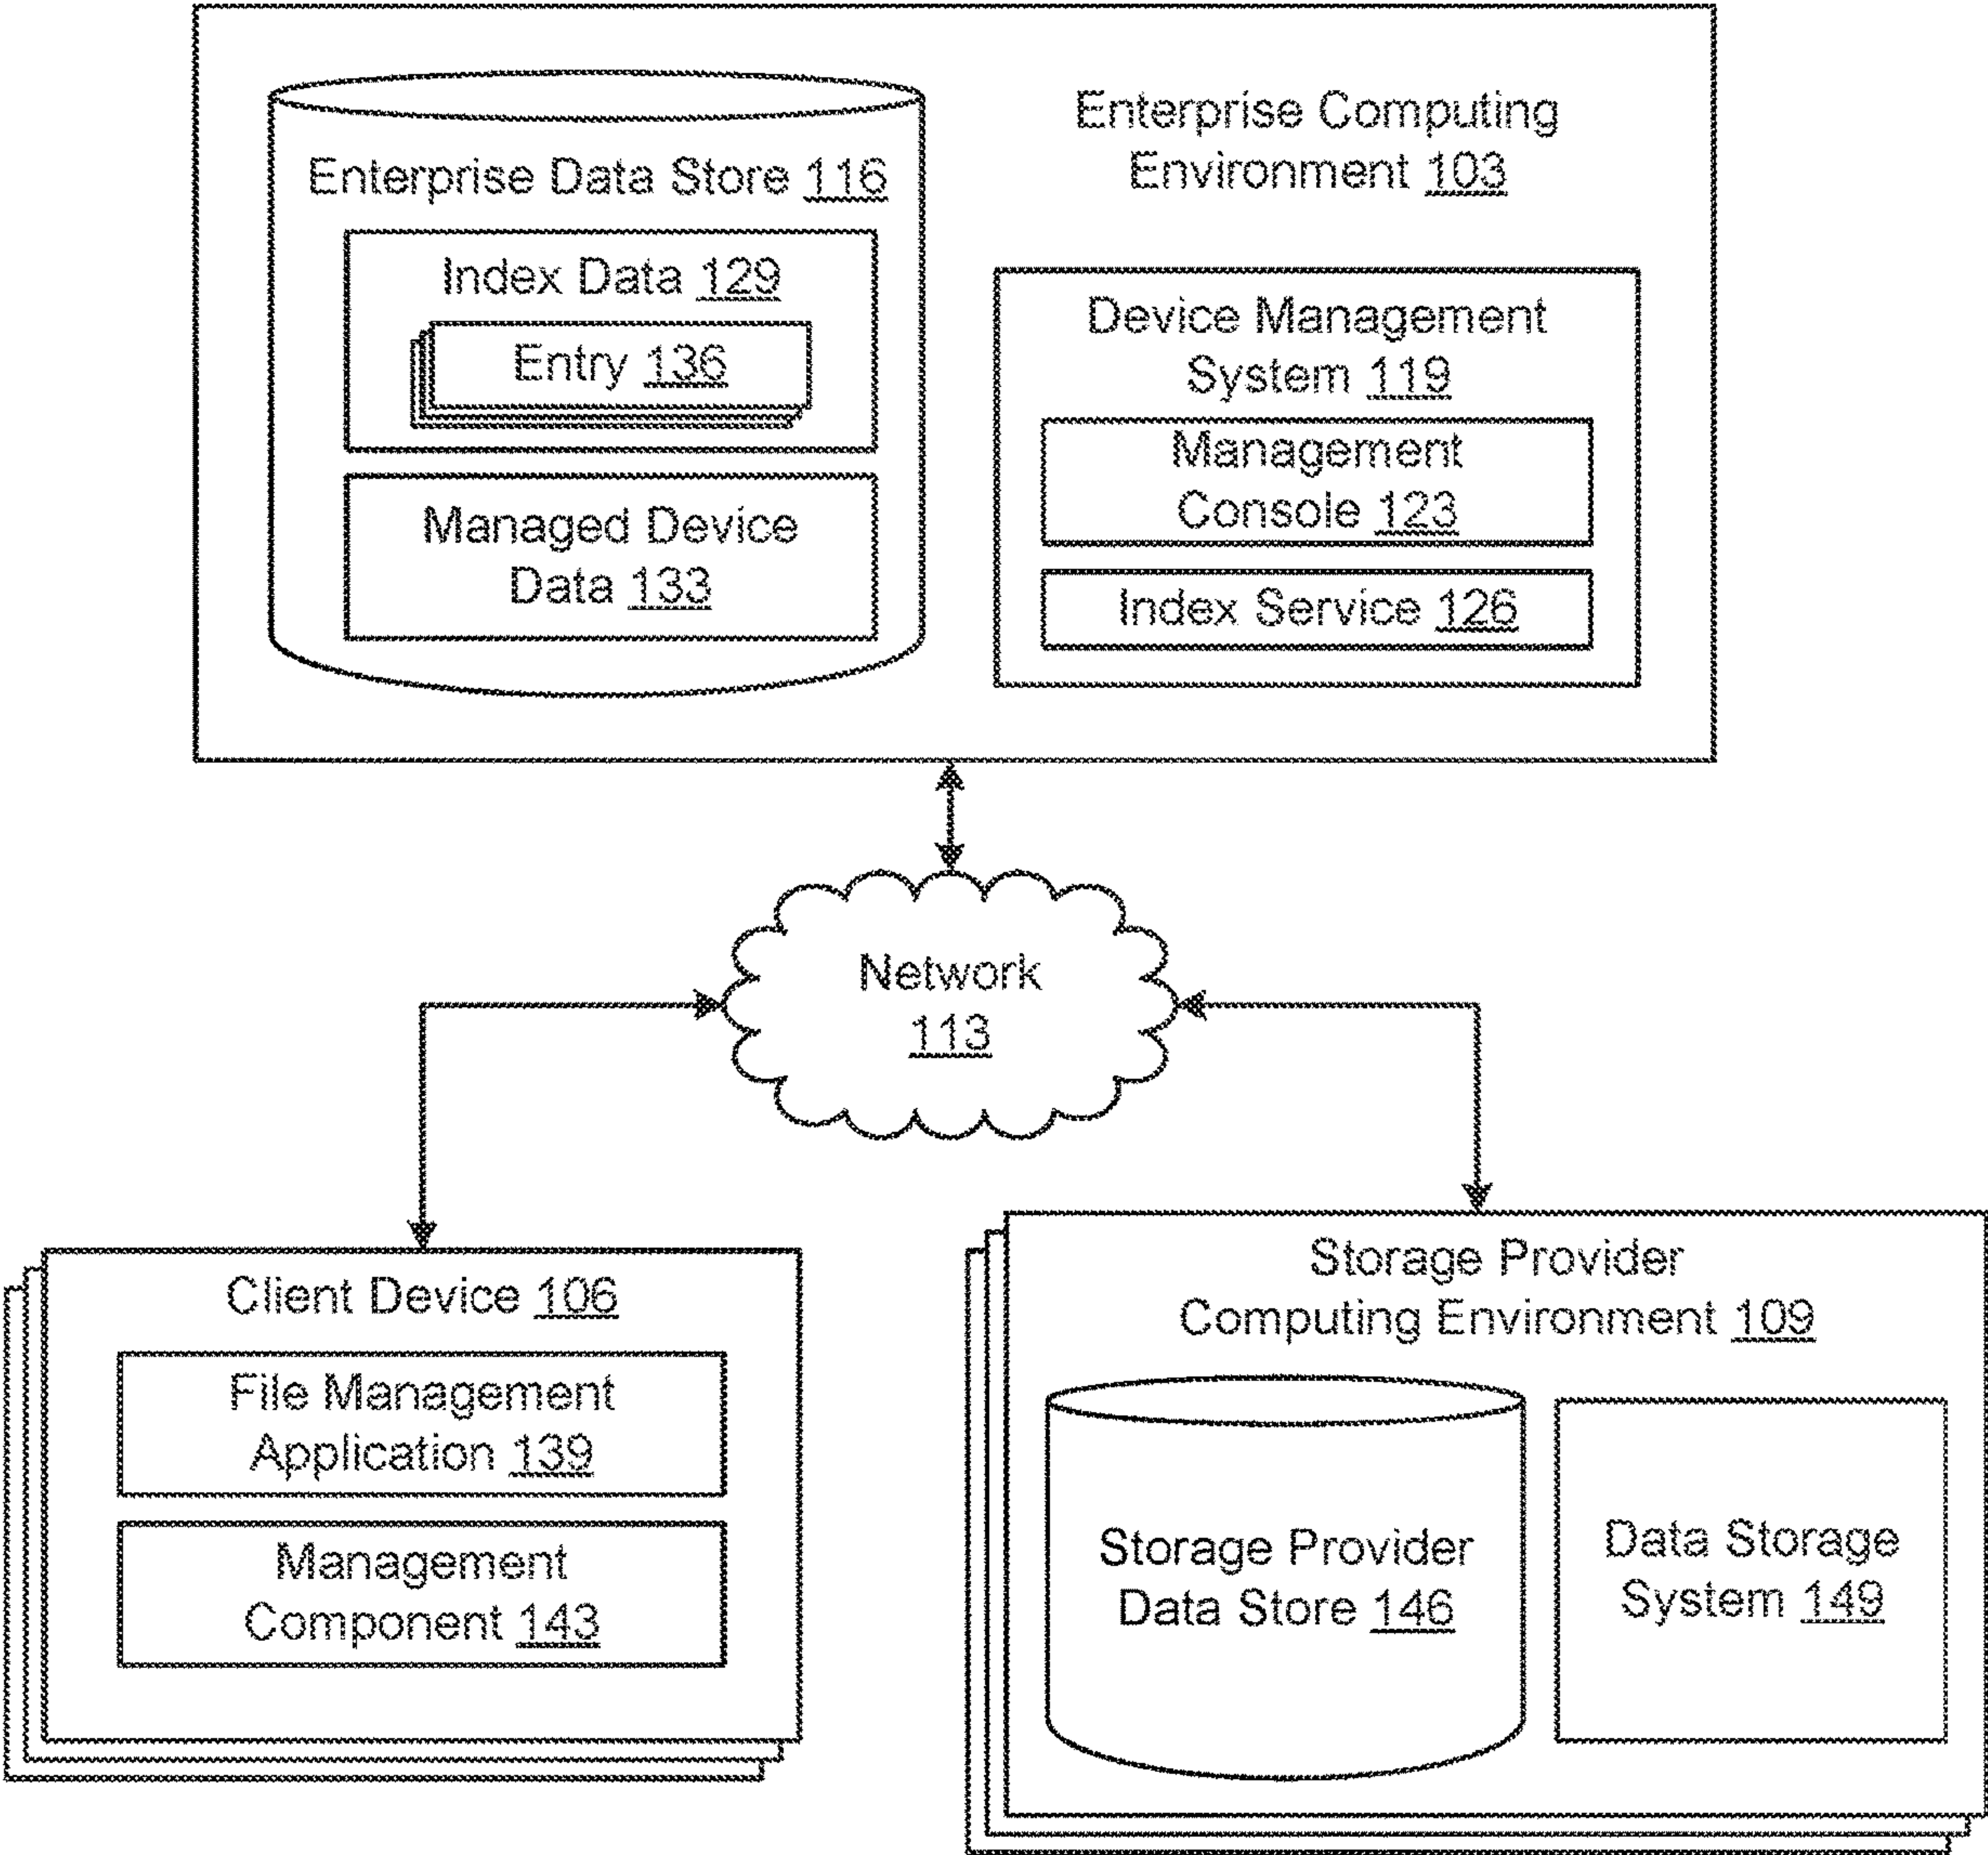 Enterprise Computing
Environment 103
Enterprise Data Store 116
Index Data 129
Entry 136
Managed Device
Data 133
Device Management
System 119
Management
Console 123
Index Service 126
Network
113
Client Device 106
File Management
Application 139
Management
Component 143
Storage Provider
Computing Environment 109
Storage Provider
Data Store 146
Data Storage
System 149